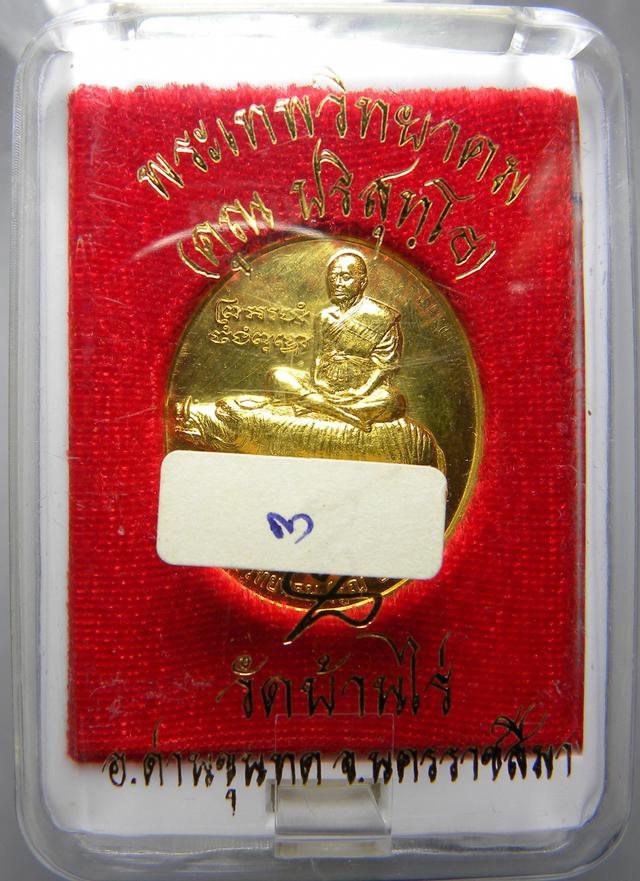 พระเทพวิทยาคม
(คูณ ปริสุทฺโธ)
๓
วัดบ้านไร่
อ.ด่านขุนทด จ.นครราชสีมา